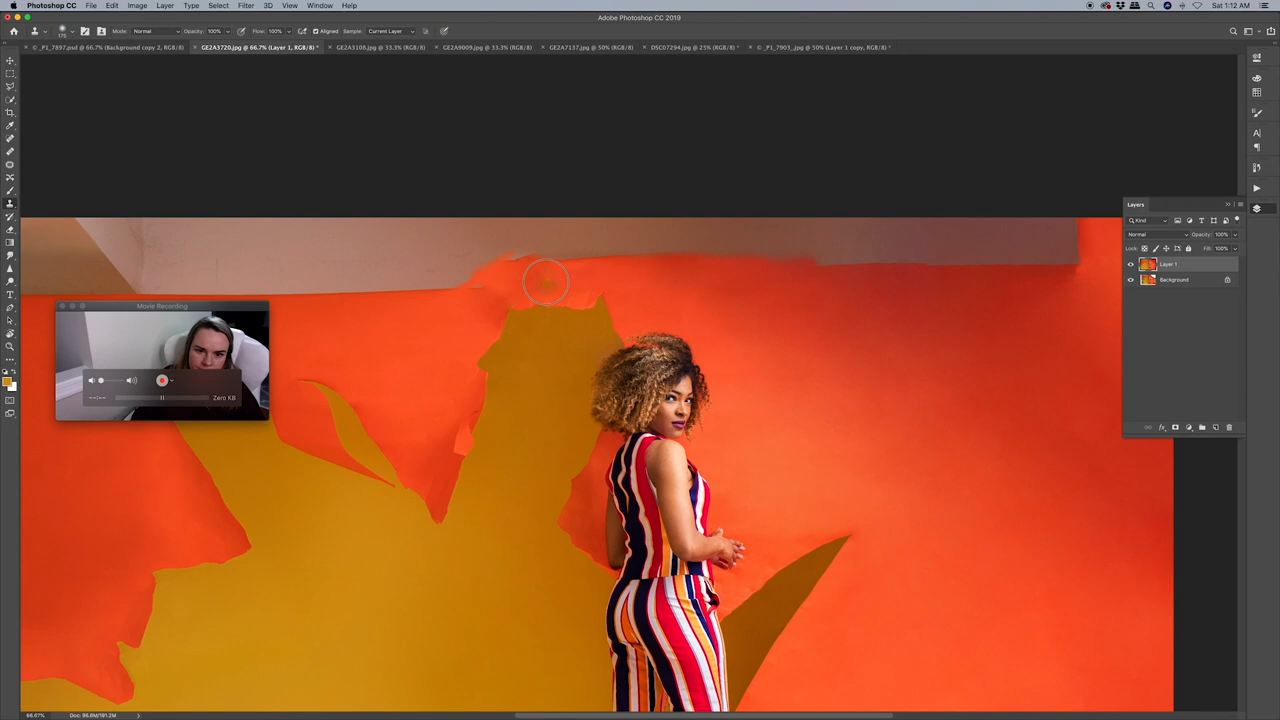 Photoshop CC File Edit Image Layer Type Select Filter 3D View Window Help Sat 1:12 AM
Adobe Photoshop CC 2019
175 Mode: Normal Opacity: 100% Flow: 100% Aligned Sample: Current Layer
© _P1_7897.psd @ 66.7% (Background copy 2, RGB/8) GE2A3720.jpg @ 66.7% (Layer 1, RGB/8) * GE2A3108.jpg @ 33.3% (RGB/8) GE2A9009.jpg @ 33.3% (RGB/8) GE2A7137.jpg @ 50% (RGB/8) DSC07294.jpg @ 25% (RGB/8) * © _P1_7903_.jpg @ 50% (Layer 1 copy, RGB/8) *
Layers
Kind
Normal Opacity: 100%
Lock: Fill: 100%
Layer 1
Background
Movie Recording
--:-- Zero KB
66.67% Doc: 95.6M/191.2M